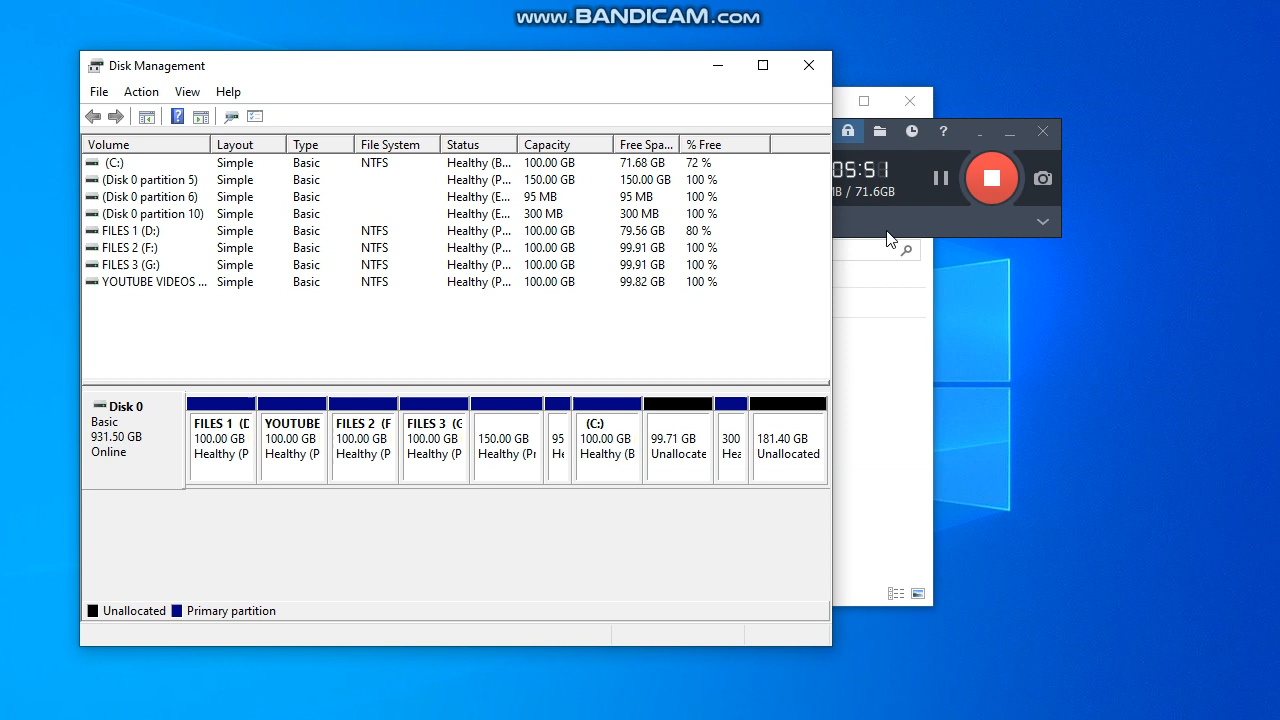 www.BANDICAM.com
Disk Management
File Action View Help
Volume Layout Type File System Status Capacity Free Spa... % Free
(C:) Simple Basic NTFS Healthy (B... 100.00 GB 71.68 GB 72 %
(Disk 0 partition 5) Simple Basic Healthy (P... 150.00 GB 150.00 GB 100 %
(Disk 0 partition 6) Simple Basic Healthy (E... 95 MB 95 MB 100 %
(Disk 0 partition 10) Simple Basic Healthy (P... 300 MB 300 MB 100 %
FILES 1 (D:) Simple Basic NTFS Healthy (P... 100.00 GB 79.56 GB 80 %
FILES 2 (F:) Simple Basic NTFS Healthy (P... 100.00 GB 99.91 GB 100 %
FILES 3 (G:) Simple Basic NTFS Healthy (P... 100.00 GB 99.91 GB 100 %
YOUTUBE VIDEOS ... Simple Basic NTFS Healthy (P... 100.00 GB 99.82 GB 100 %
05:51
MB / 71.6GB
Disk 0
Basic
931.50 GB
Online
FILES 1 (D
100.00 GB
Healthy (P
YOUTUBE
100.00 GB
Healthy (P
FILES 2 (F
100.00 GB
Healthy (P
FILES 3 (G
100.00 GB
Healthy (P
150.00 GB
Healthy (Pr
95
He
(C:)
100.00 GB
Healthy (B
99.71 GB
Unallocate
300
Hea
181.40 GB
Unallocated
Unallocated Primary partition